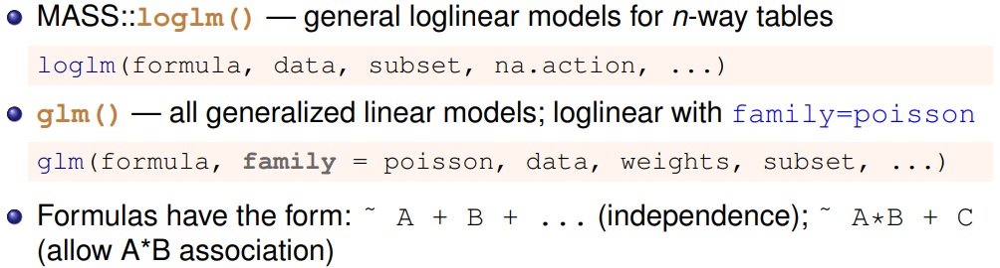 MASS::loglm() — general loglinear models for n-way tables
loglm(formula, data, subset, na.action, ...)
glm() — all generalized linear models; loglinear with family=poisson
glm(formula, family = poisson, data, weights, subset, ...)
Formulas have the form: ~ A + B + ... (independence); ~ A*B + C
(allow A*B association)